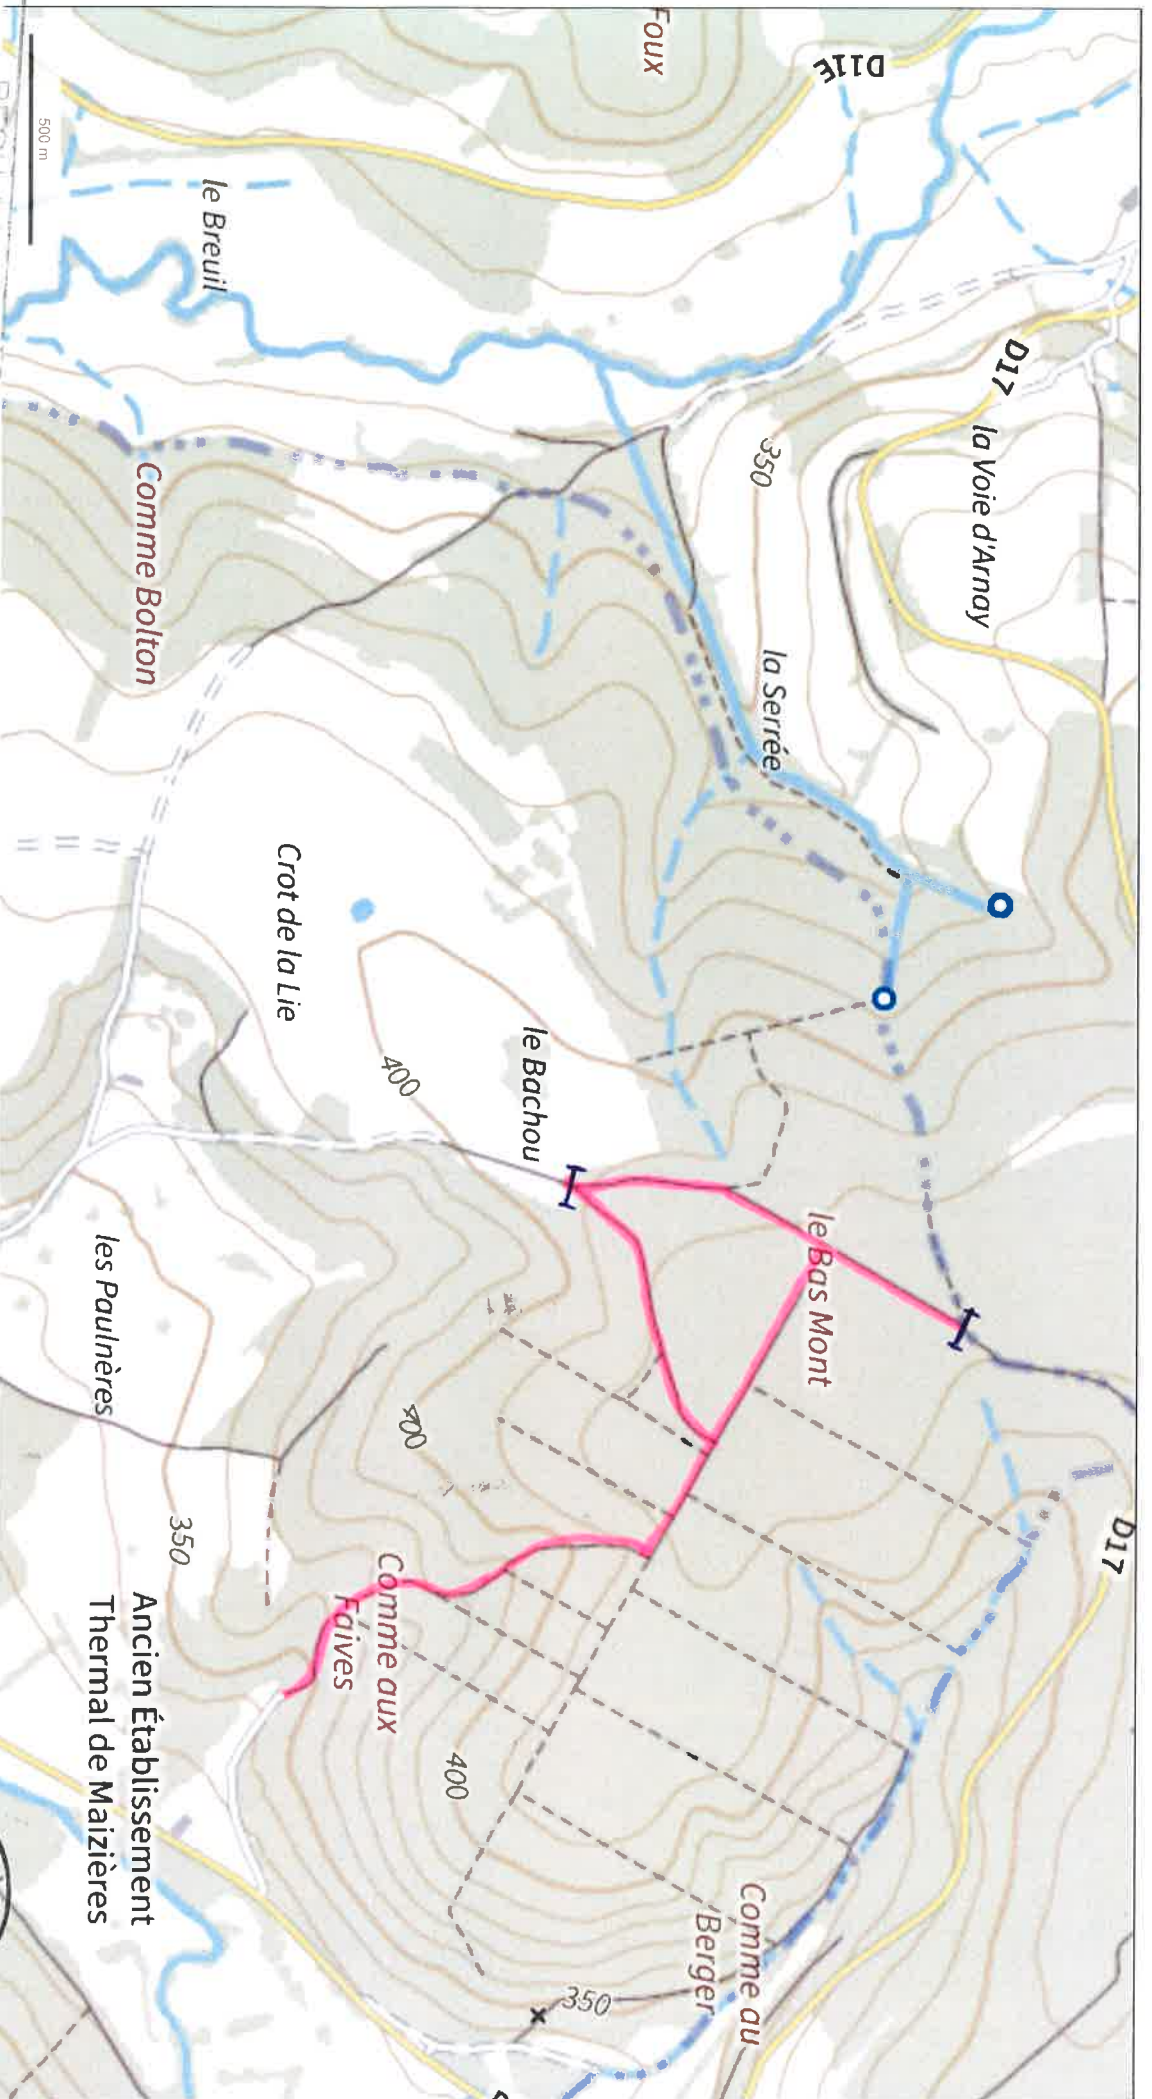 Foux
D11E
500 m
le Breuil
D17
la Voie d'Arnay
350
la Serrée
Comme Bolton
Crot de la Lie
400
le Bachou
le Bas Mont
les Paulnères
400
350
D17
Comme aux
Faives
Ancien Établissement
Thermal de Maizières
400
Comme au
Berger
350